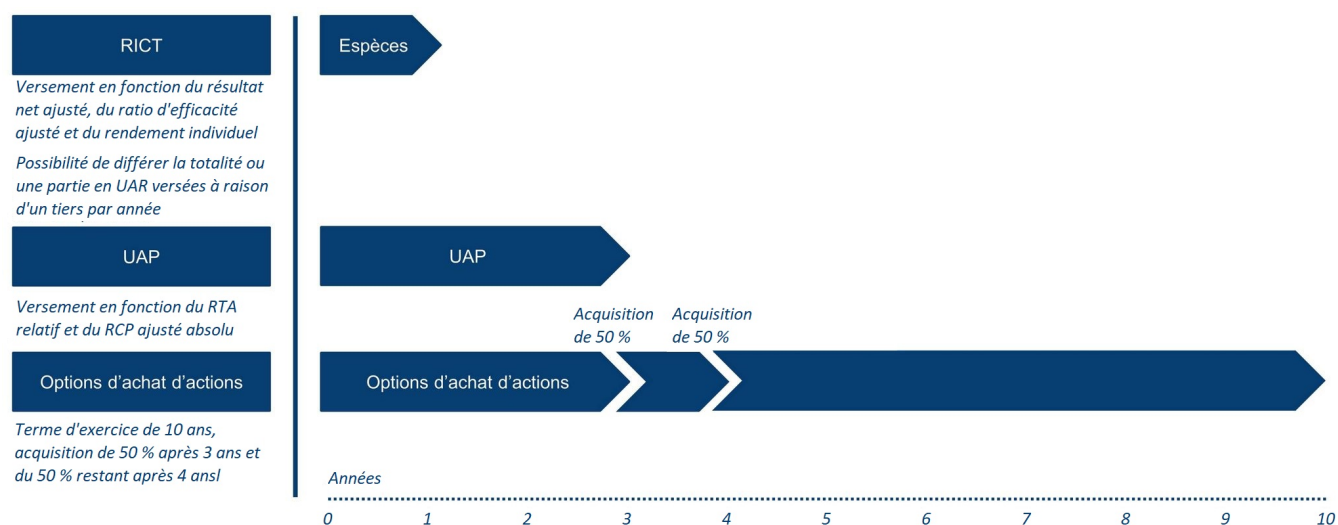 RICT
Espèces
Versement en fonction du résultat
net ajusté, du ratio d'efficacité
ajusté et du rendement individuel
Possibilité de différer la totalité ou
une partie en UAR versées à raison
d'un tiers par année
UAP
UAP
Versement en fonction du RTA
relatif et du RCP ajusté absolu
Acquisition
de 50 %
Acquisition
de 50 %
Options d'achat d'actions
Options d'achat d'actions
Terme d'exercice de 10 ans,
acquisition de 50 % après 3 ans et
du 50 % restant après 4 ansl
Années
0 1 2 3 4 5 6 7 8 9 10